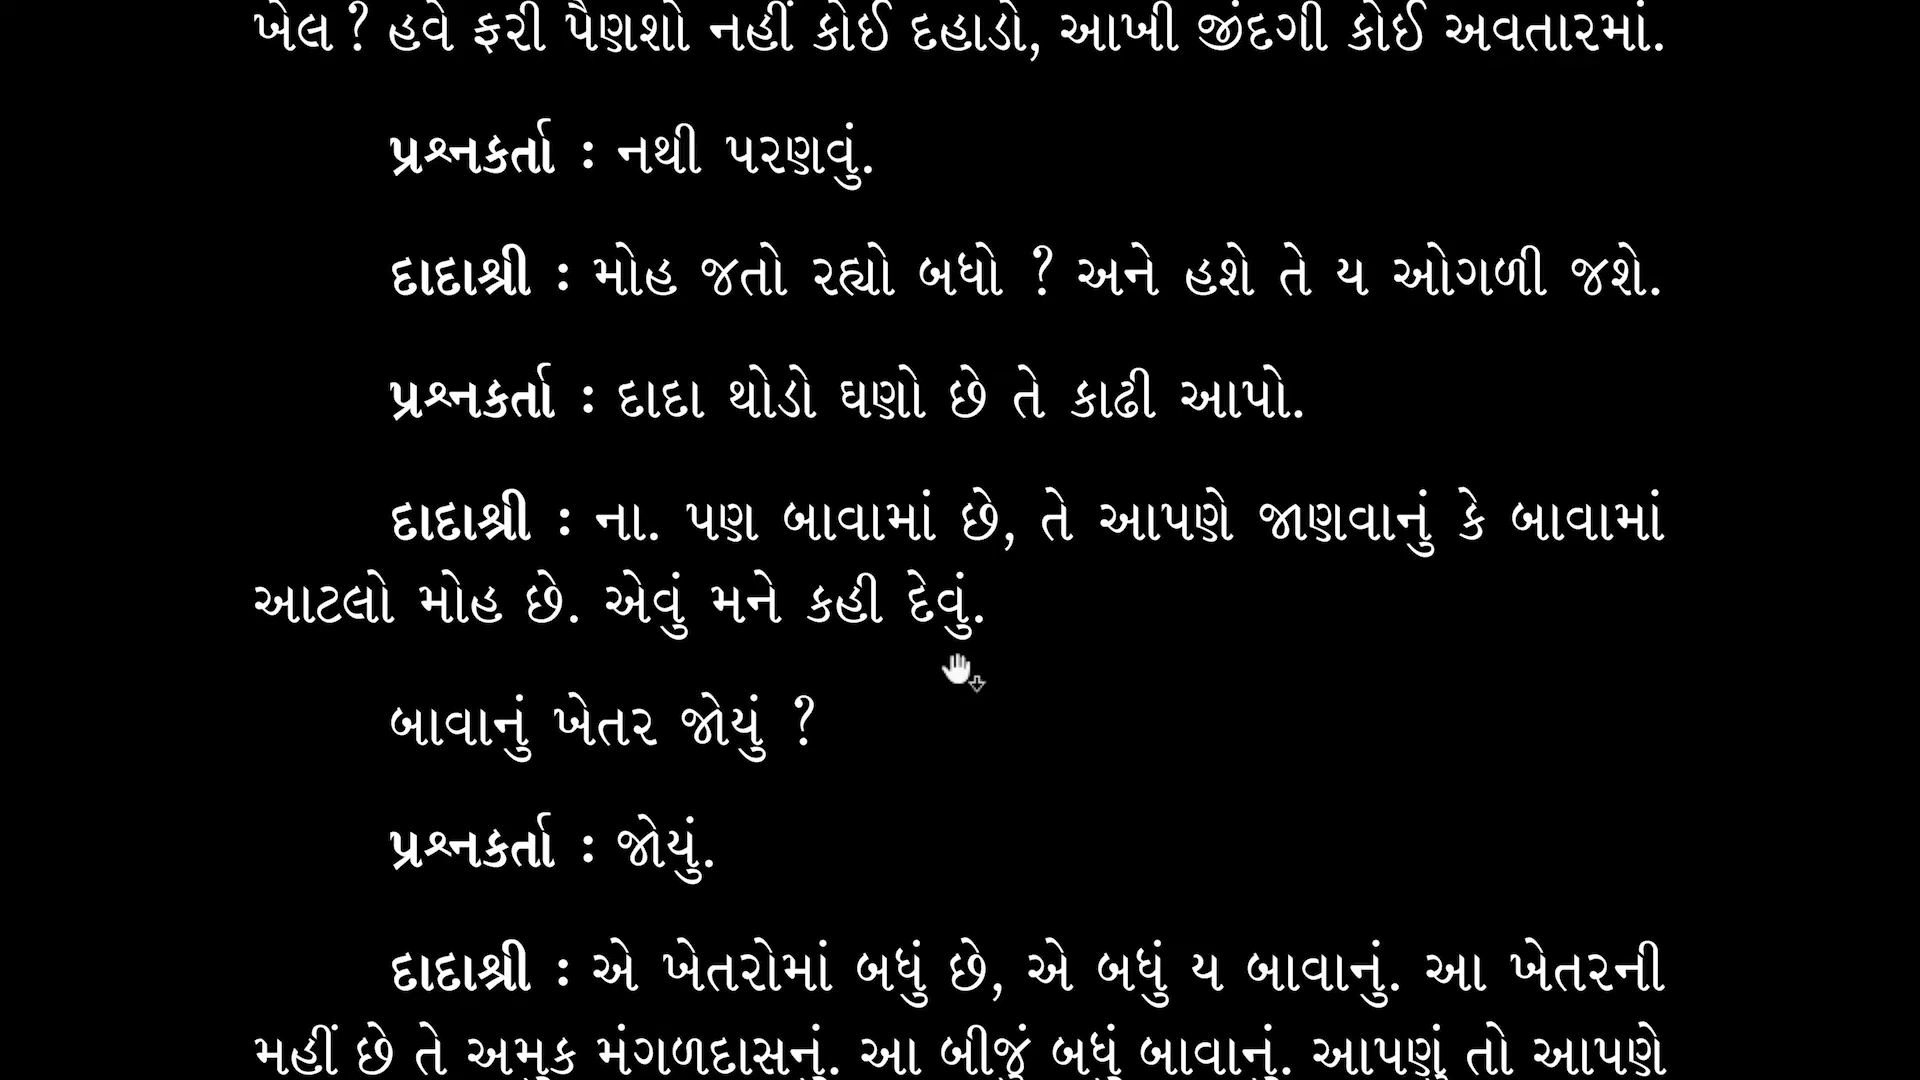 ખેલ ? હવે ફરી પૈણશો નહીં કોઈ દહાડો, આખી જીંદગી કોઈ અવતારમાં.
પ્રશ્નકર્તા : નથી પરણવું.
દાદાશ્રી : મોહ જતો રહ્યો બધો ? અને હશે તે ય ઓગળી જશે.
પ્રશ્નકર્તા : દાદા થોડો ઘણો છે તે કાઢી આપો.
દાદાશ્રી : ના. પણ બાવામાં છે, તે આપણે જાણવાનું કે બાવામાં
આટલો મોહ છે. એવું મને કહી દેવું.
બાવાનું ખેતર જોયું ?
પ્રશ્નકર્તા : જોયું.
દાદાશ્રી : એ ખેતરોમાં બધું છે, એ બધું ય બાવાનું. આ ખેતરની
મહીં છે તે અમુક મંગળદાસનું. આ બીજું બધું બાવાનું. આપણું તો આપણે